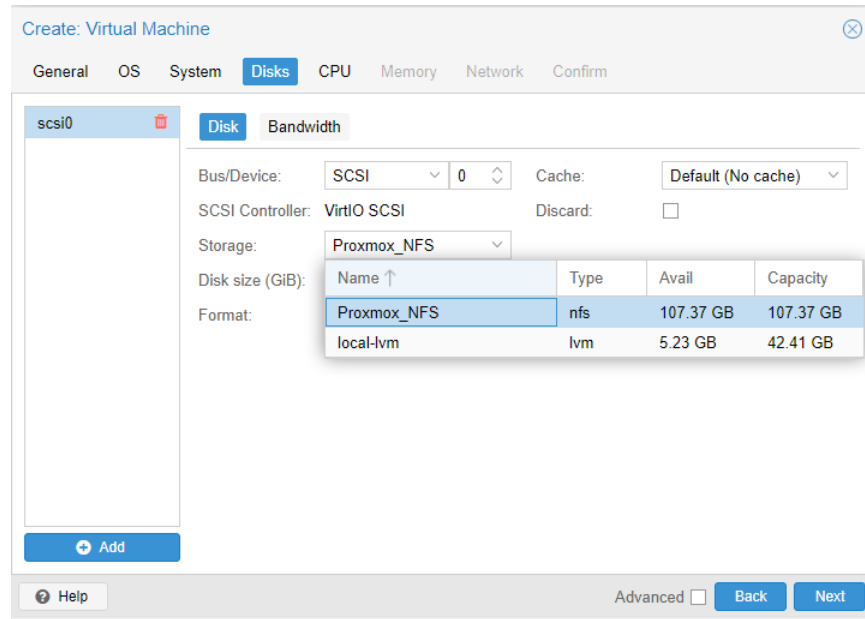 Create: Virtual Machine
General OS System Disks CPU Memory Network Confirm
scsi0
Disk Bandwidth
Bus/Device: SCSI 0 Cache: Default (No cache)
SCSI Controller: VirtIO SCSI Discard:
Storage: Proxmox_NFS
Disk size (GiB):
Format:
Name Type Avail Capacity
Proxmox_NFS nfs 107.37 GB 107.37 GB
local-lvm lvm 5.23 GB 42.41 GB
Add
Help Advanced Back Next